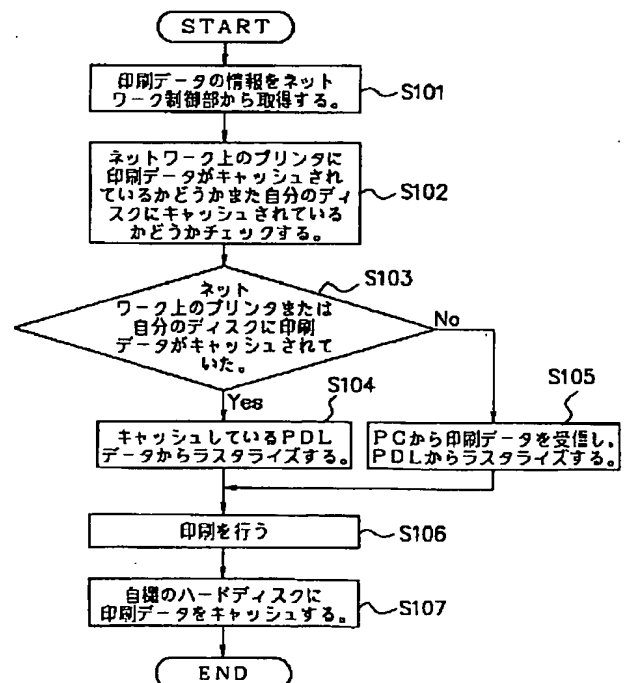 START
印刷データの情報をネット
ワーク制御部から取得する。
S101
ネットワーク上のプリンタに
印刷データがキャッシュされ
ているかどうかまた自分のディ
スクにキャッシュされている
かどうかチェックする。
S102
S103
ネット
ワーク上のプリンタまたは
自分のディスクに印刷
データがキャッシュされて
いた。
No
Yes
S104
S105
キャッシュしているPDL
データからラスタライズする。
PCから印刷データを受信し、
PDLからラスタライズする。
印刷を行う
S106
自機のハードディスクに
印刷データをキャッシュする。
S107
END